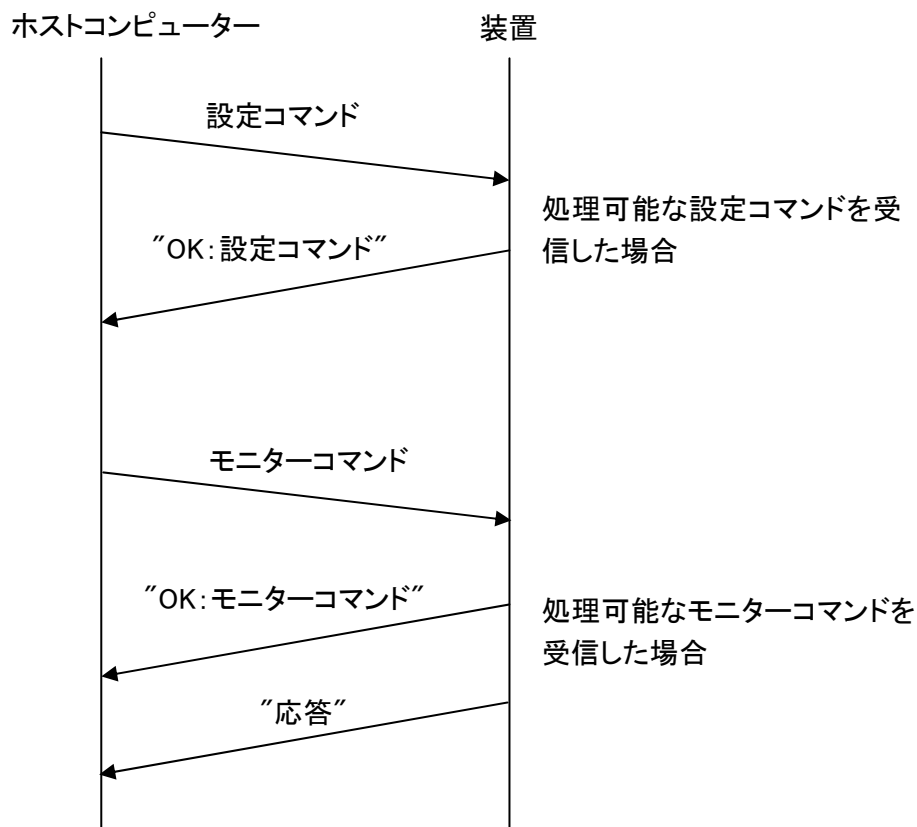 ホストコンピューター
装置
設定コマンド
処理可能な設定コマンドを受
信した場合
"OK:設定コマンド"
モニターコマンド
"OK:モニターコマンド"
処理可能なモニターコマンドを
受信した場合
"応答"